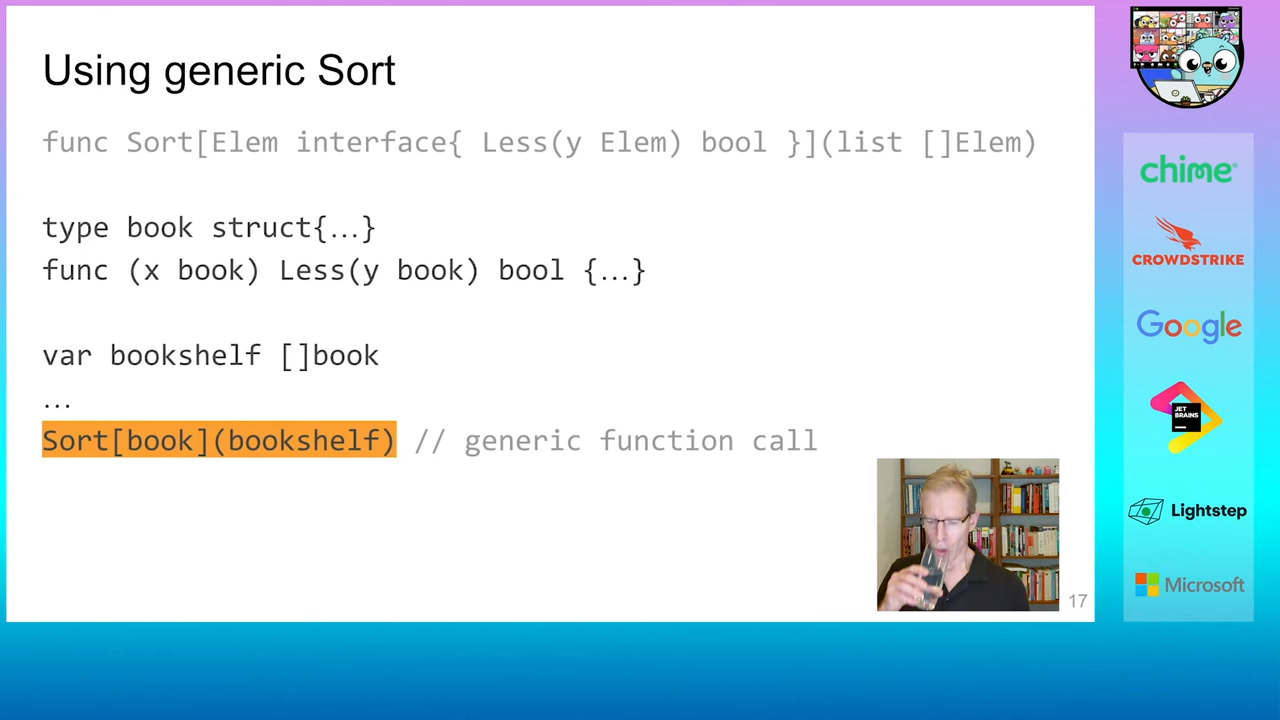 Using generic Sort
func Sort[Elem interface{ Less(y Elem) bool }](list []Elem)
type book struct{…}
func (x book) Less(y book) bool {…}
var bookshelf []book
…
Sort[book](bookshelf) // generic function call
17
chime®
CROWDSTRIKE
Google
JET
BRAINS
Lightstep
Microsoft